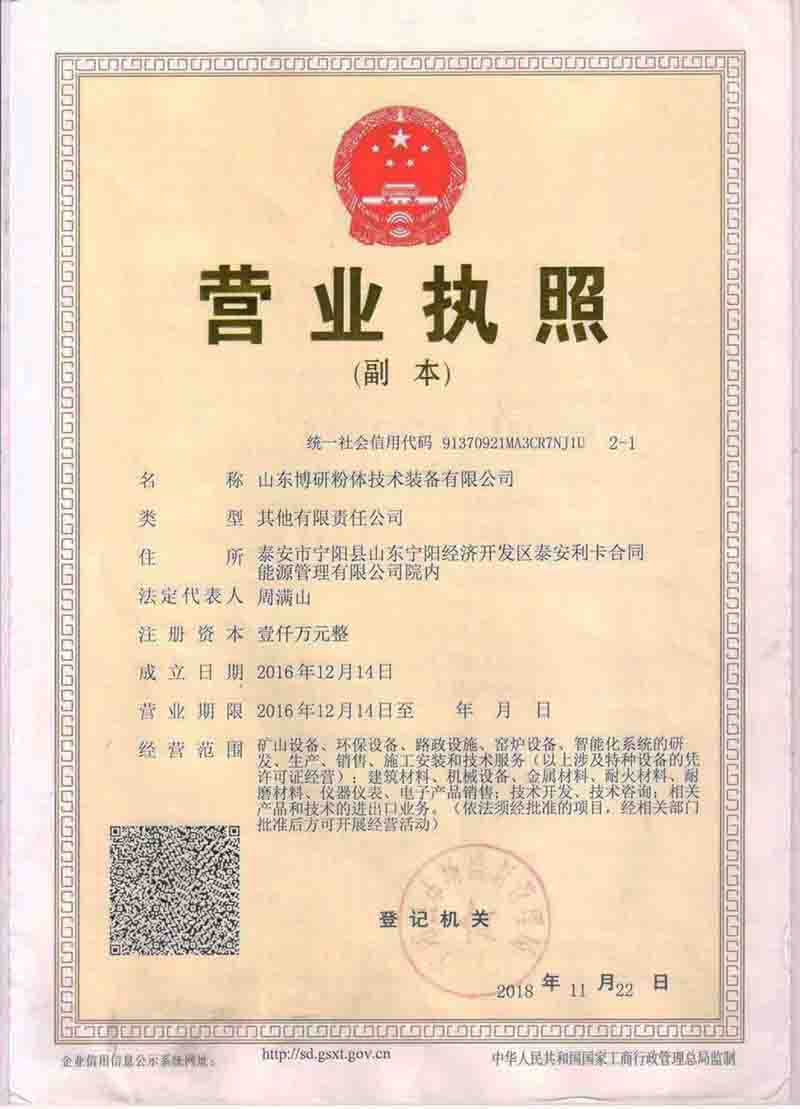 营业执照
(副 本)
统一社会信用代码 91370921MA3CR7NJ1U 2-1
名 称 山东博研粉体技术装备有限公司
类 型 其他有限责任公司
住 所 泰安市宁阳县山东宁阳经济开发区泰安利卡合同
能源管理有限公司院内
法定代表人 周满山
注册资本 壹仟万元整
成立日期 2016年12月14日
营业期限 2016年12月14日至 年 月 日
经营范围 矿山设备、环保设备、路政设施、窑炉设备、智能化系统的研
发、生产、销售、施工安装和技术服务（以上涉及特种设备的凭
许可证经营）；建筑材料、机械设备、金属材料、耐火材料、耐
磨材料、仪器仪表、电子产品销售；技术开发、技术咨询；相关
产品和技术的进出口业务。（依法须经批准的项目，经相关部门
批准后方可开展经营活动）
登记机关
2018 年 11 月 22 日
企业信用信息公示系统网址： http://sd.gsxt.gov.cn 中华人民共和国国家工商行政管理总局监制